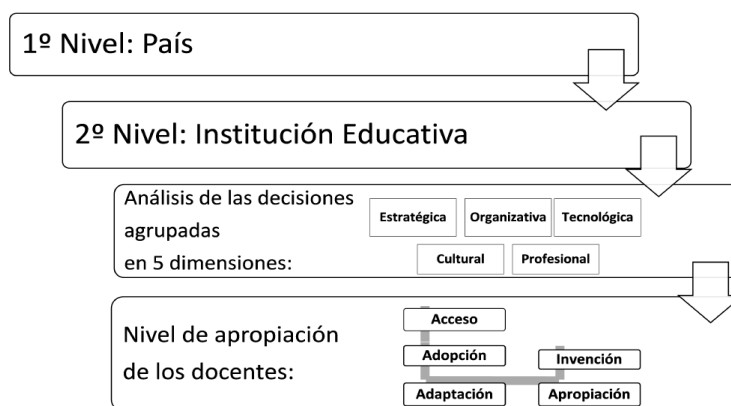 1º Nivel: País
2º Nivel: Institución Educativa
Análisis de las decisiones
agrupadas
en 5 dimensiones:
Estratégica Organizativa Tecnológica
Cultural Profesional
Nivel de apropiación
de los docentes:
Acceso
Adopción Invención
Adaptación Apropiación